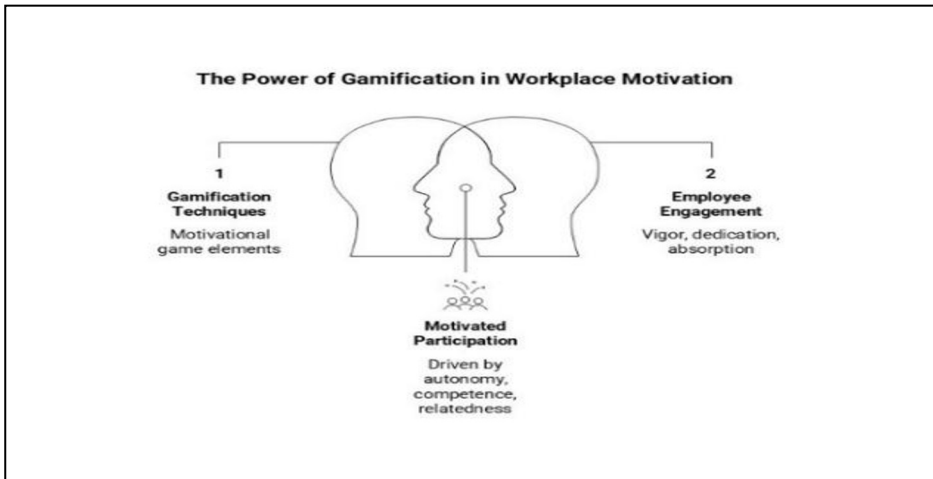 The Power of Gamification in Workplace Motivation
1
Gamification
Techniques
Motivational
game elements
2
Employee
Engagement
Vigor, dedication,
absorption
Motivated
Participation
Driven by
autonomy,
competence,
relatedness